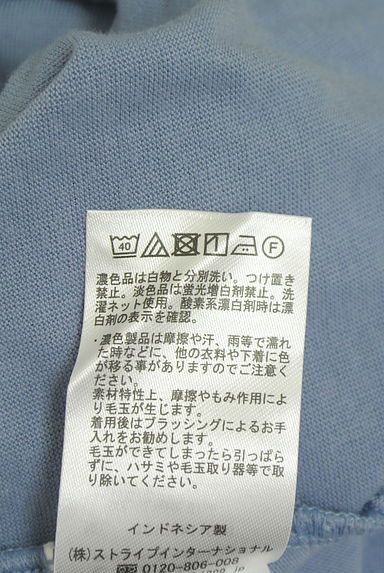 40 F
濃色品は白物と分別洗い。つけ置き
禁止。淡色品は蛍光増白剤禁止。洗
濯ネット使用。酸素系漂白剤時は漂
白剤の表示を確認。
・濃色製品は摩擦や汗、雨等で濡れ
た時などに、他の衣料や下着に色
が移る事がありますのでご注意く
ださい。
素材特性上、摩擦やもみ作用によ
り毛玉が生じます。
着用後はブラッシングによるお手
入れをお勧めします。
毛玉ができてしまったら引っぱら
ずに、ハサミや毛玉取り器等で取
り除いてください。
インドネシア製
(株)ストライプインターナショナル
0120-806-008